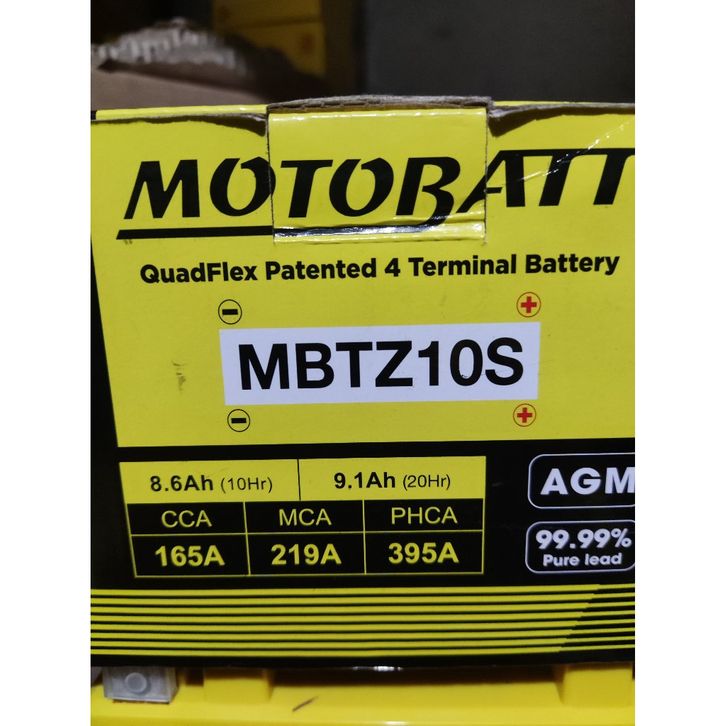 MOTOBATT
QuadFlex Patented 4 Terminal Battery
- +
MBTZ10S
- +
8.6Ah (10Hr) 9.1Ah (20Hr)
CCA MCA PHCA
165A 219A 395A
AGM
99.99%
Pure lead